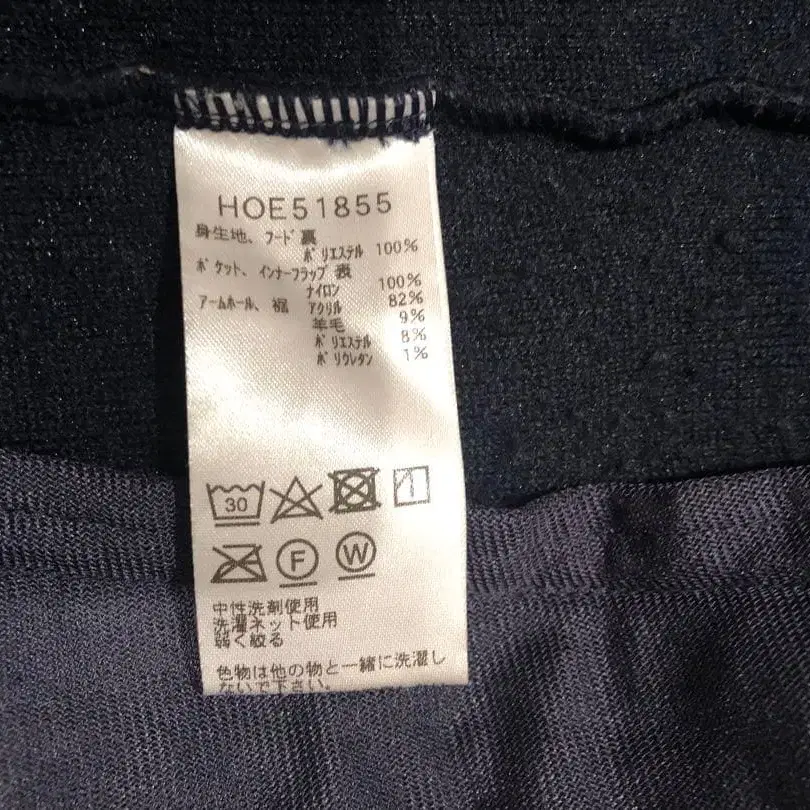 HOE51855
身生地、フード裏
ポリエステル 100%
ポケット、インナーフラップ表
ナイロン 100%
アームホール、裾 アクリル 82%
羊毛 9%
ポリエステル 8%
ポリウレタン 1%
30
F W
中性洗剤使用
洗濯ネット使用
弱く絞る
色物は他の物と一緒に洗濯し
ないで下さい。